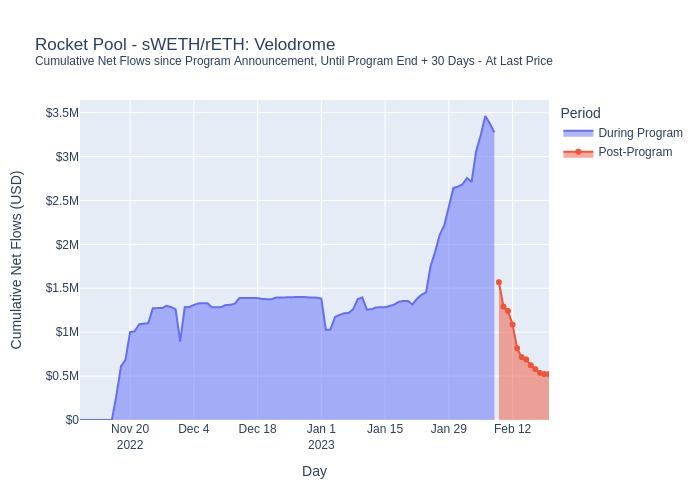 Rocket Pool - sWETH/rETH: Velodrome
Cumulative Net Flows since Program Announcement, Until Program End + 30 Days - At Last Price
Period
During Program
Post-Program
Cumulative Net Flows (USD)
$3.5M
$3M
$2.5M
$2M
$1.5M
$1M
$0.5M
$0
Nov 20
2022
Dec 4
Dec 18
Jan 1
2023
Jan 15
Jan 29
Feb 12
Day